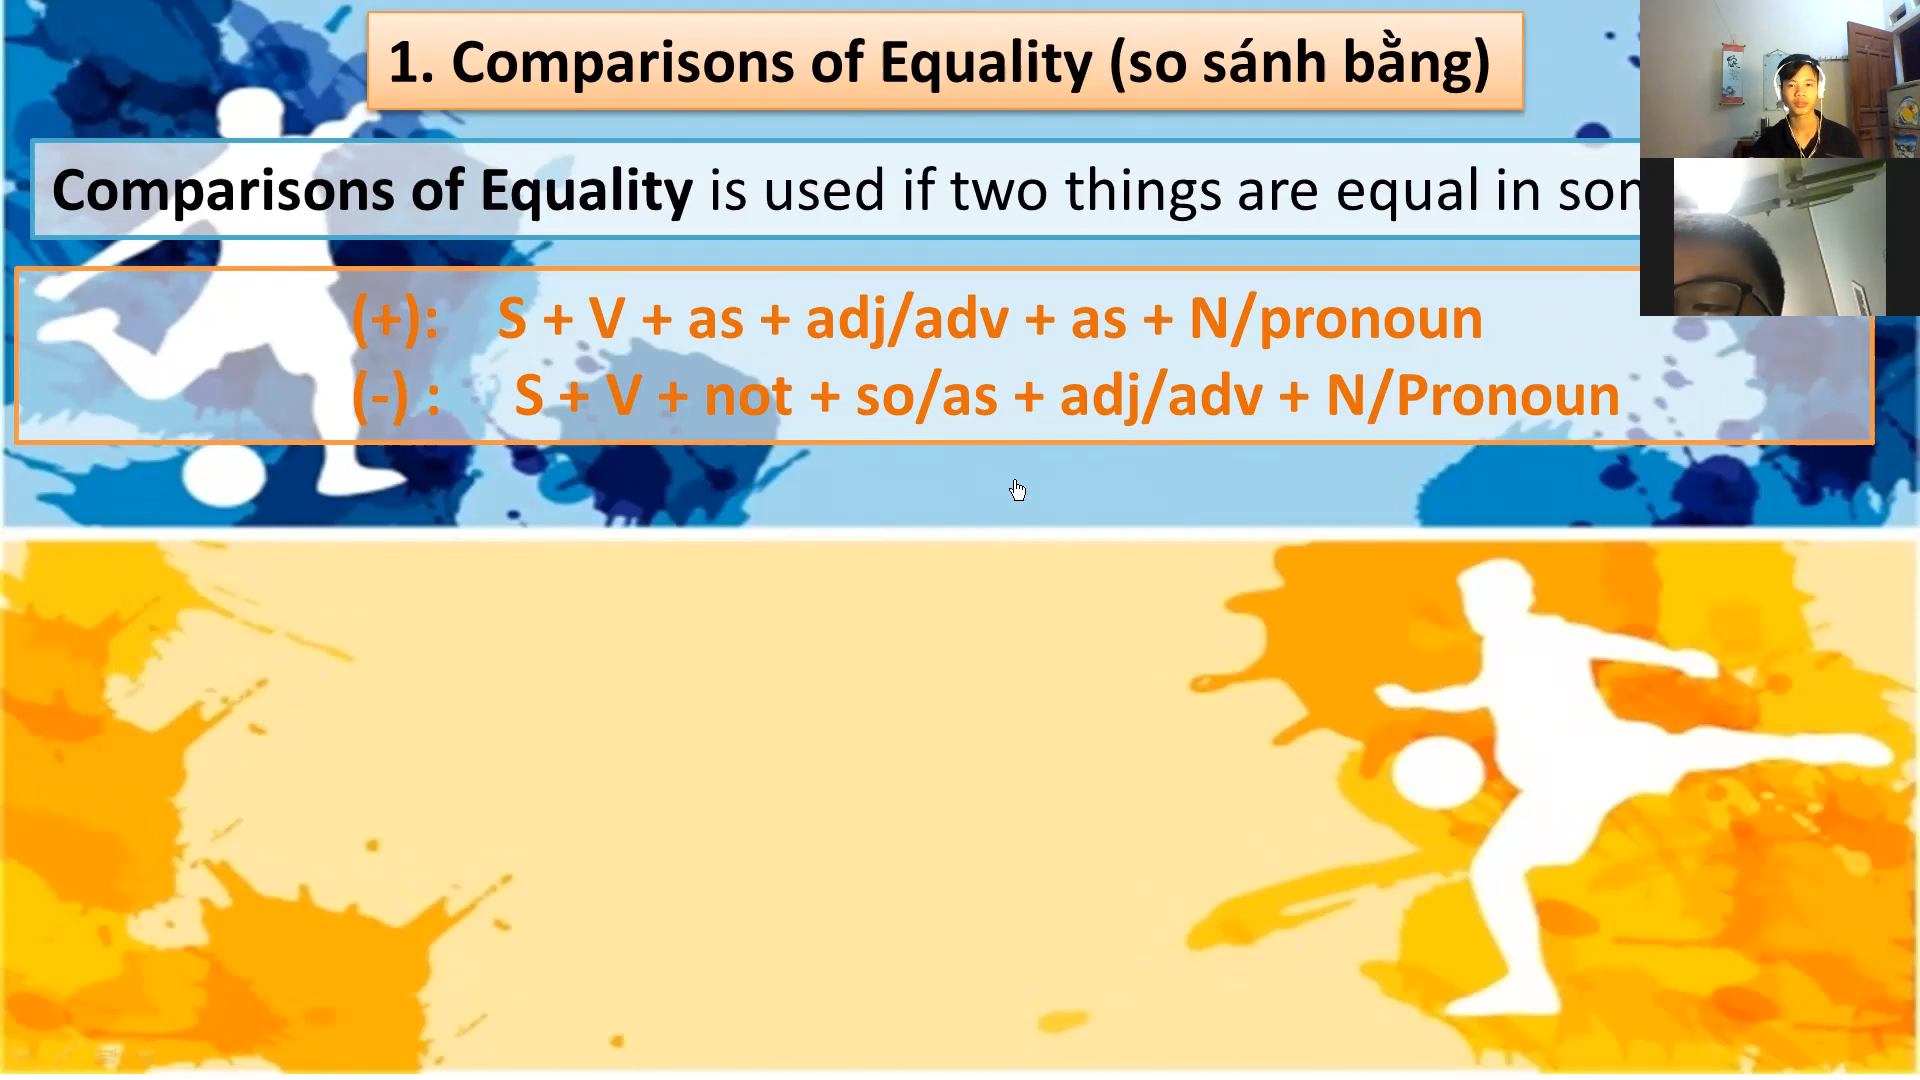 1. Comparisons of Equality (so sánh bằng)
Comparisons of Equality is used if two things are equal in
(+): S + V + as + adj/adv + as + N/pronoun
(-) : S + V + not + so/as + adj/adv + N/Pronoun